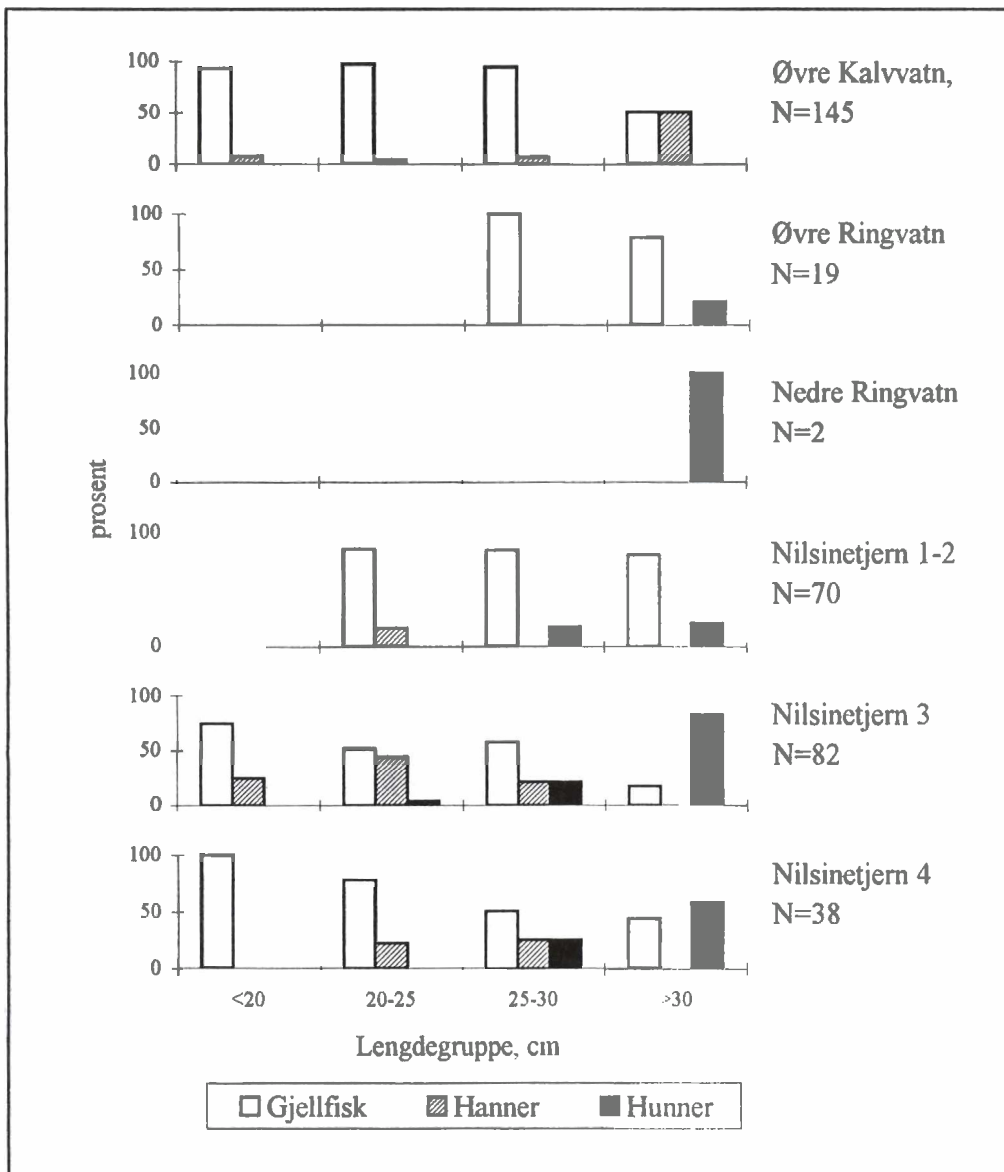 100
50
0
Øvre Kalvvatn,
N=145
100
50
0
Øvre Ringvatn
N=19
100
50
0
Nedre Ringvatn
N=2
prosent
100
0
Nilsinetjern 1-2
N=70
100
50
0
Nilsinetjern 3
N=82
100
50
0
Nilsinetjern 4
N=38
<20 20-25 25-30 >30
Lengdegruppe, cm
Gjellfisk Hanner Hunner